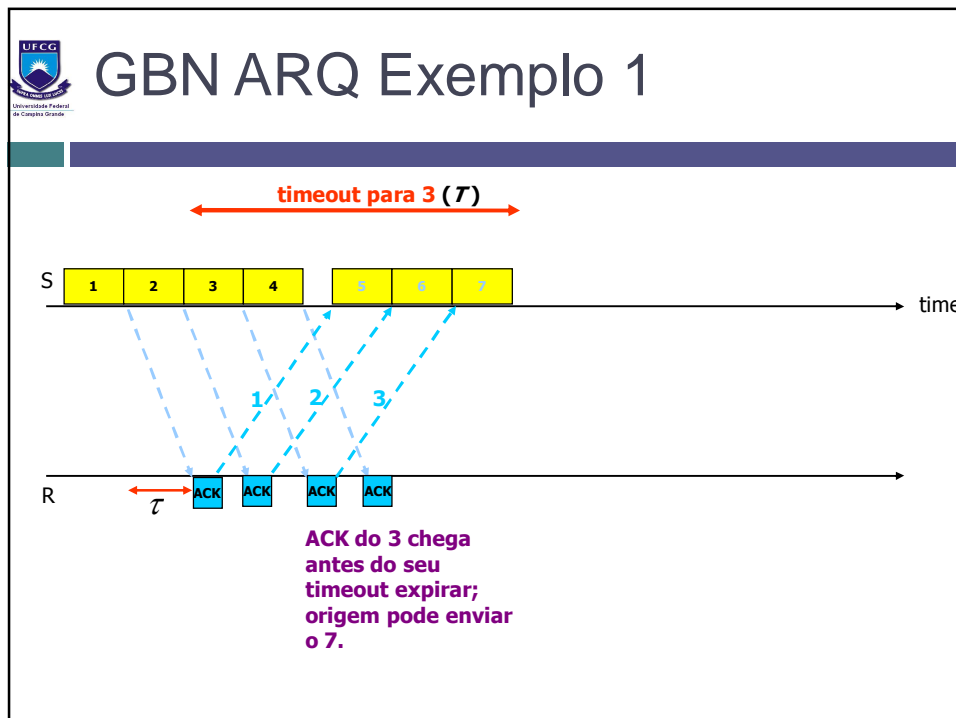 UFCG
Universidade Federal
de Campina Grande
GBN ARQ Exemplo 1
timeout para 3 (T)
S 1 2 3 4 5 6 7
time
1 2 3
R
τ
ACK ACK ACK ACK
ACK do 3 chega
antes do seu
timeout expirar;
origem pode enviar
o 7.